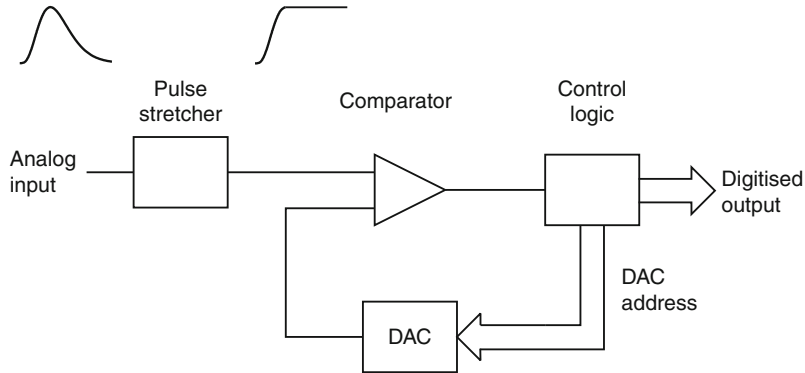 Pulse
stretcher
Comparator
Control
logic
Analog
input
Digitised
output
DAC
address
DAC